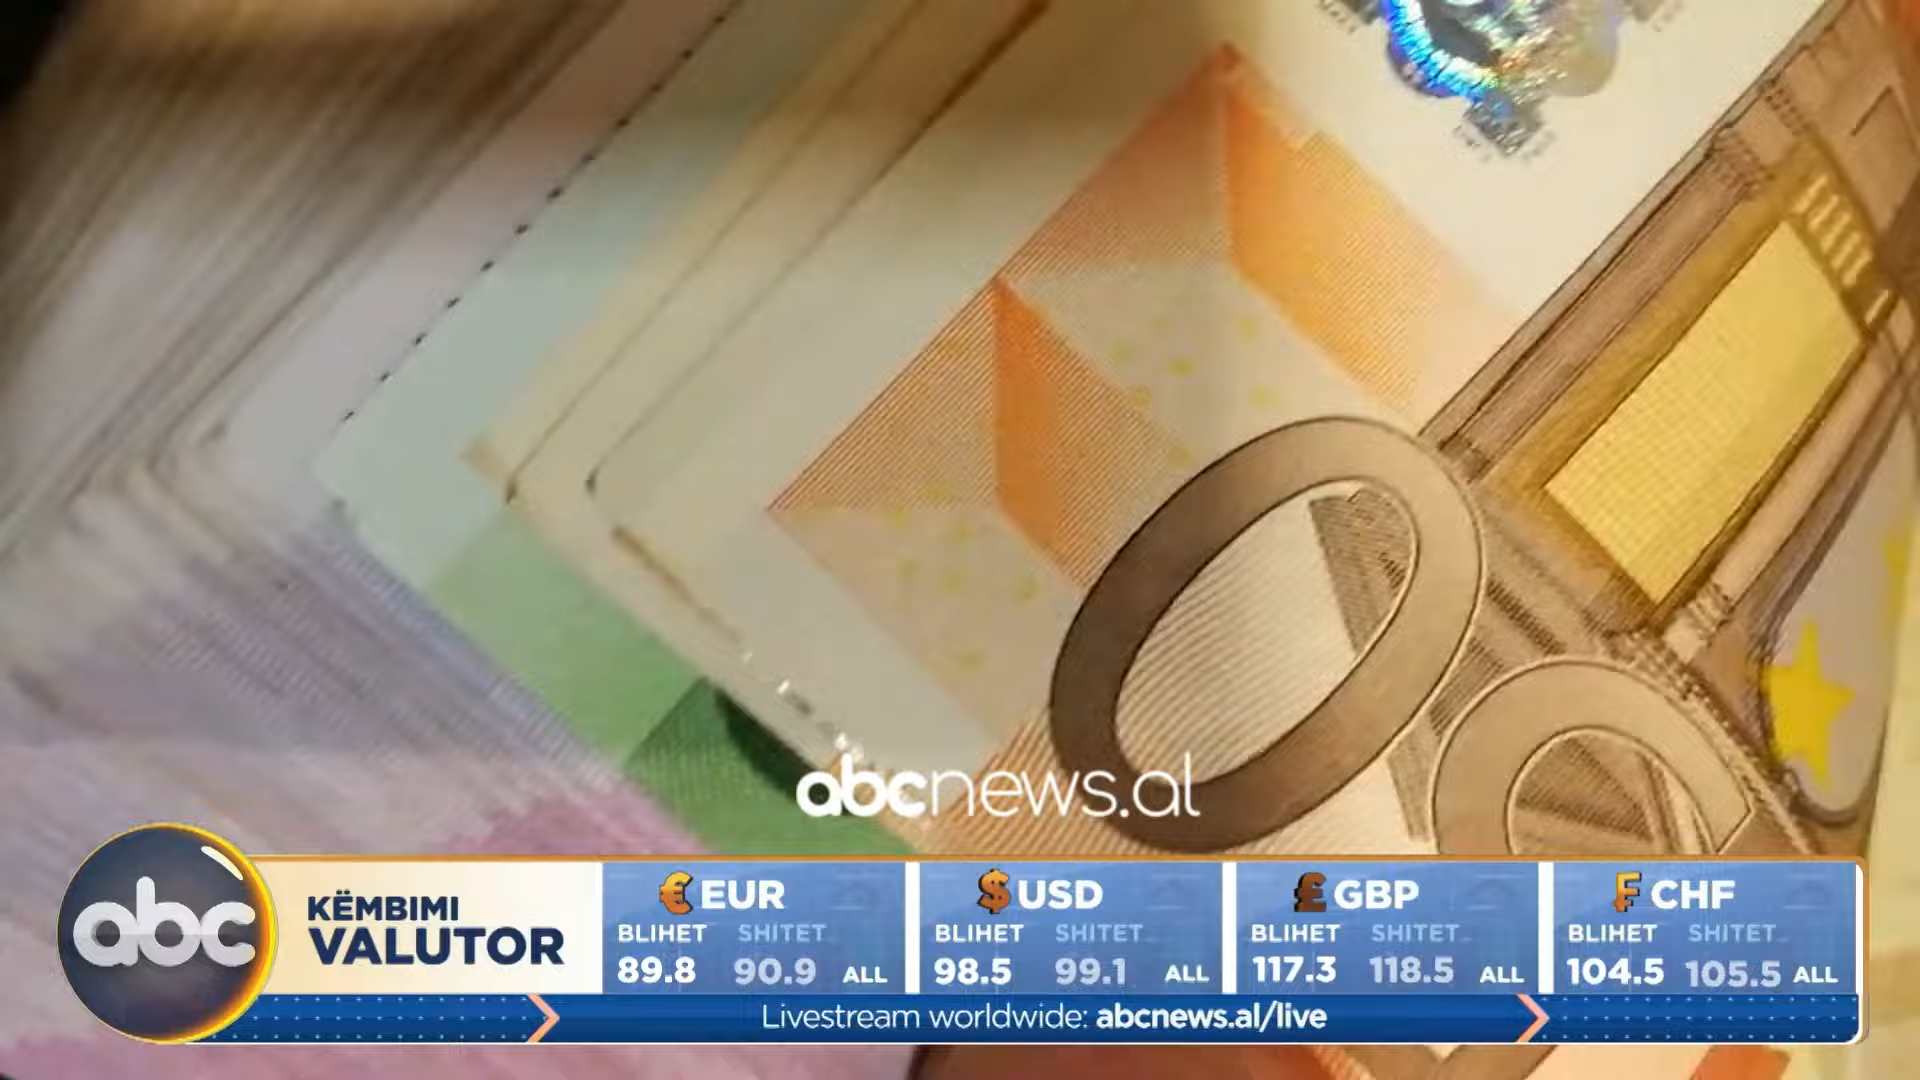 abcnews.al
abc
KËMBIMI
VALUTOR
€ EUR
BLIHET SHITET
89.8 90.9 ALL
$ USD
BLIHET SHITET
98.5 99.1 ALL
£ GBP
BLIHET SHITET
117.3 118.5 ALL
₣ CHF
BLIHET SHITET
104.5 105.5 ALL
Livestream worldwide: abcnews.al/live